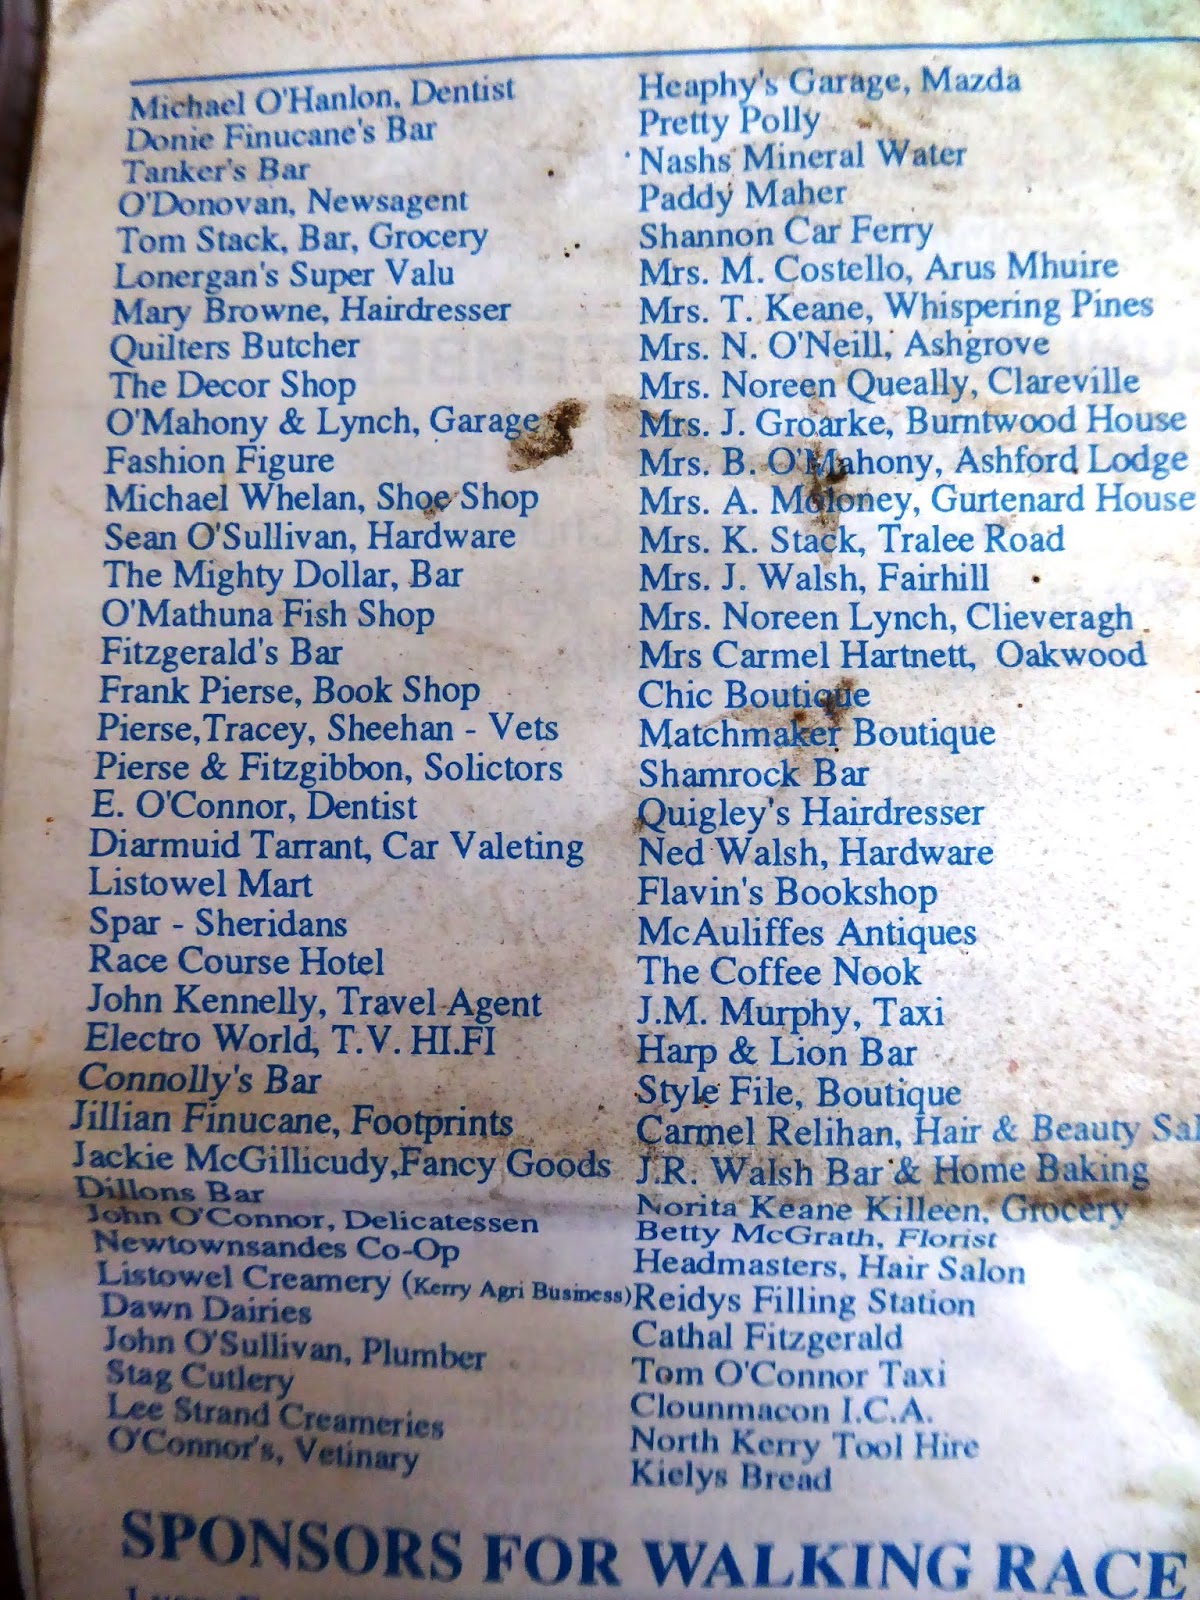 Michael O'Hanlon, Dentist
Donie Finucane's Bar
Tanker's Bar
O'Donovan, Newsagent
Tom Stack, Bar, Grocery
Lonergan's Super Valu
Mary Browne, Hairdresser
Quilters Butcher
The Decor Shop
O'Mahony & Lynch, Garage
Fashion Figure
Michael Whelan, Shoe Shop
Sean O'Sullivan, Hardware
The Mighty Dollar, Bar
O'Mathuna Fish Shop
Fitzgerald's Bar
Frank Pierse, Book Shop
Pierse,Tracey, Sheehan - Vets
Pierse & Fitzgibbon, Solictors
E. O'Connor, Dentist
Diarmuid Tarrant, Car Valeting
Listowel Mart
Spar - Sheridans
Race Course Hotel
John Kennelly, Travel Agent
Electro World, T.V. HI.FI
Connolly's Bar
Jillian Finucane, Footprints
Jackie McGillicudy,Fancy Goods
Dillons Bar
John O'Connor, Delicatessen
Newtownsandes Co-Op
Listowel Creamery (Kerry Agri Business)
Dawn Dairies
John O'Sullivan, Plumber
Stag Cutlery
Lee Strand Creameries
O'Connor's, Vetinary
Heaphy's Garage, Mazda
Pretty Polly
Nashs Mineral Water
Paddy Maher
Shannon Car Ferry
Mrs. M. Costello, Arus Mhuire
Mrs. T. Keane, Whispering Pines
Mrs. N. O'Neill, Ashgrove
Mrs. Noreen Queally, Clareville
Mrs. J. Groarke, Burntwood House
Mrs. B. O'Mahony, Ashford Lodge
Mrs. A. Moloney, Gurtenard House
Mrs. K. Stack, Tralee Road
Mrs. J. Walsh, Fairhill
Mrs. Noreen Lynch, Clieveragh
Mrs Carmel Hartnett, Oakwood
Chic Boutique
Matchmaker Boutique
Shamrock Bar
Quigley's Hairdresser
Ned Walsh, Hardware
Flavin's Bookshop
McAuliffes Antiques
The Coffee Nook
J.M. Murphy, Taxi
Harp & Lion Bar
Style File, Boutique
Carmel Relihan, Hair & Beauty Sal
J.R. Walsh Bar & Home Baking
Norita Keane Killeen, Grocery
Betty McGrath, Florist
Headmasters, Hair Salon
Reidys Filling Station
Cathal Fitzgerald
Tom O'Connor Taxi
Clounmacon I.C.A.
North Kerry Tool Hire
Kielys Bread
SPONSORS FOR WALKING RACE